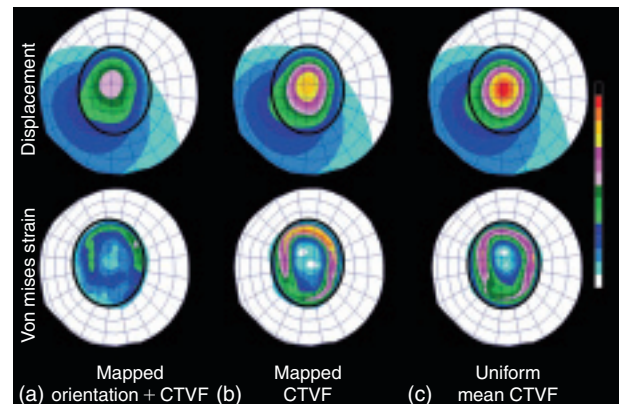 Displacement
Von mises strain
Mapped
(a) orientation + CTVF
Mapped
(b) CTVF
Uniform
(c) mean CTVF